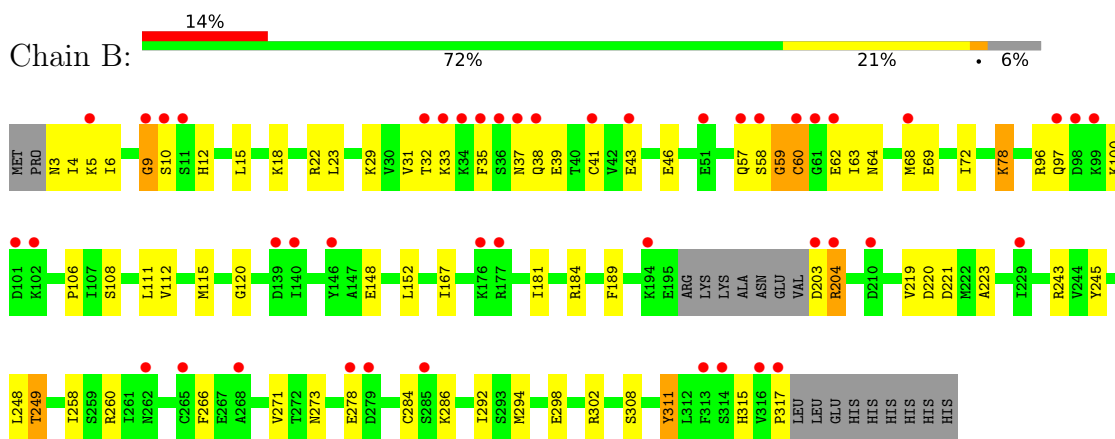 14%
Chain B:
72% 21% • 6%
MET PRO N3 I4 K5 I6 G9 S10 S11 H12 L15 K18 R22 L23 K29 V30 V31 T32 K33 K34 F35 S36 N37 Q38 E39 T40 C41 V42 E43 E46 E51 Q57 S58 G59 C60 G61 E62 I63 N64 M68 E69 I72 K78 R96 Q97 D98 K99 K100
D101 K102 P106 I107 S108 L111 V112 M115 G120 D139 I140 Y146 A147 E148 L152 I167 K176 R177 I181 R184 F189 K194 E195 ARG LYS LYS ALA ASN GLU VAL D203 R204 D210 V219 D220 D221 M222 A223 I229 R243 V244 Y245
L248 T249 I258 S259 R260 I261 N262 C265 F266 E267 A268 V271 T272 N273 E278 D279 C284 S285 K286 I292 S293 M294 E298 R302 S308 Y311 L312 F313 S314 H315 V316 P317 LEU LEU GLU HIS HIS HIS HIS HIS HIS